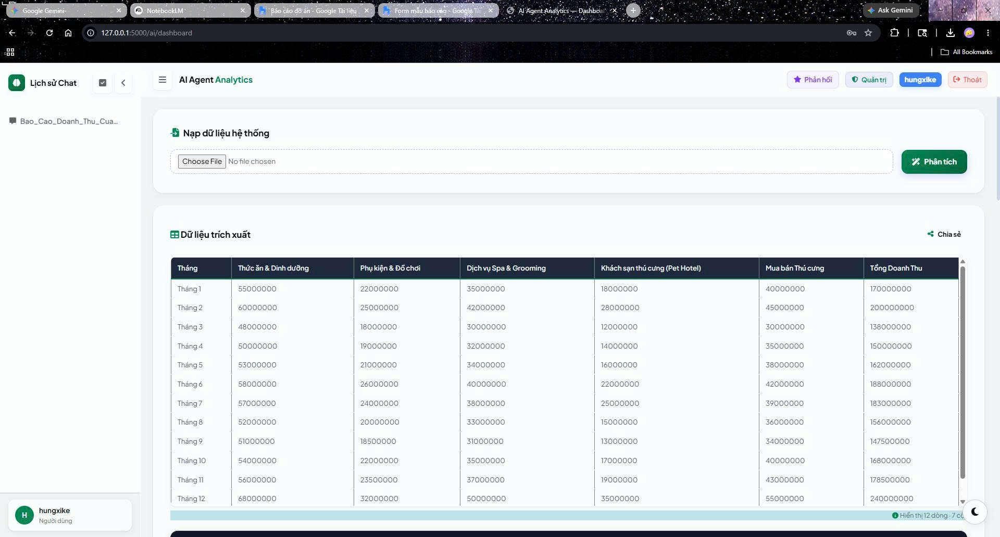 Google Gemini
NotebookLM
Báo cáo đồ án - Google Tài liệu
Form mẫu báo cáo - Google Tà
AI Agent Analytics — Dashboa
Ask Gemini
127.0.0.1:5000/ai/dashboard
All Bookmarks
Lịch sử Chat
AI Agent Analytics
Phản hồi
Quản trị
hungxike
Thoát
Bao_Cao_Doanh_Thu_Cua...
Nạp dữ liệu hệ thống
Choose File No file chosen
Phân tích
Dữ liệu trích xuất
Chia sẻ
Tháng Thức ăn & Dinh dưỡng Phụ kiện & Đồ chơi Dịch vụ Spa & Grooming Khách sạn thú cưng (Pet Hotel) Mua bán Thú cưng Tổng Doanh Thu
Tháng 1 55000000 22000000 35000000 18000000 40000000 170000000
Tháng 2 60000000 25000000 42000000 28000000 45000000 200000000
Tháng 3 48000000 18000000 30000000 12000000 30000000 138000000
Tháng 4 50000000 19000000 32000000 14000000 35000000 150000000
Tháng 5 53000000 21000000 34000000 16000000 38000000 162000000
Tháng 6 58000000 26000000 40000000 22000000 42000000 188000000
Tháng 7 57000000 24000000 38000000 25000000 39000000 183000000
Tháng 8 52000000 20000000 33000000 15000000 36000000 156000000
Tháng 9 51000000 18500000 31000000 13000000 34000000 147500000
Tháng 10 54000000 22000000 35000000 17000000 40000000 168000000
Tháng 11 56000000 23500000 37000000 19000000 43000000 178500000
Tháng 12 68000000 32000000 50000000 35000000 55000000 240000000
Hiển thị 12 dòng · 7 cộ
H
hungxike
Người dùng